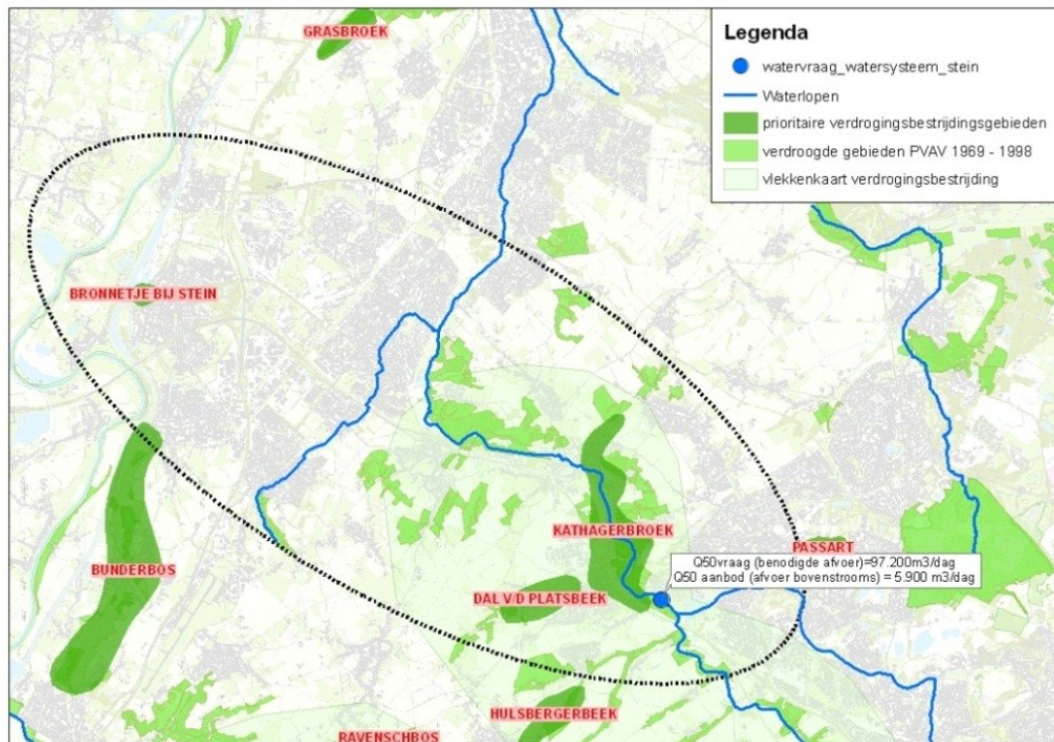 GRASBROEK
Legenda
watervraag_watersysteem_stein
Waterlopen
prioritaire verdrogingsbestrijdingsgebieden
verdroogde gebieden PVAV 1969 - 1998
vlekkenkaart verdrogingsbestrijding
BRONNETJE BIJ STEIN
KATHAGERBROEK
PASSART
Q50vraag (benodigde afvoer)=97.200m3/dag
Q50 aanbod (afvoer bovenstrooms) = 5.900 m3/dag
BUNDERBOS
DAL V/D PLATSBEEK
HULSBERGERBEEK
RAVENSCHBOS